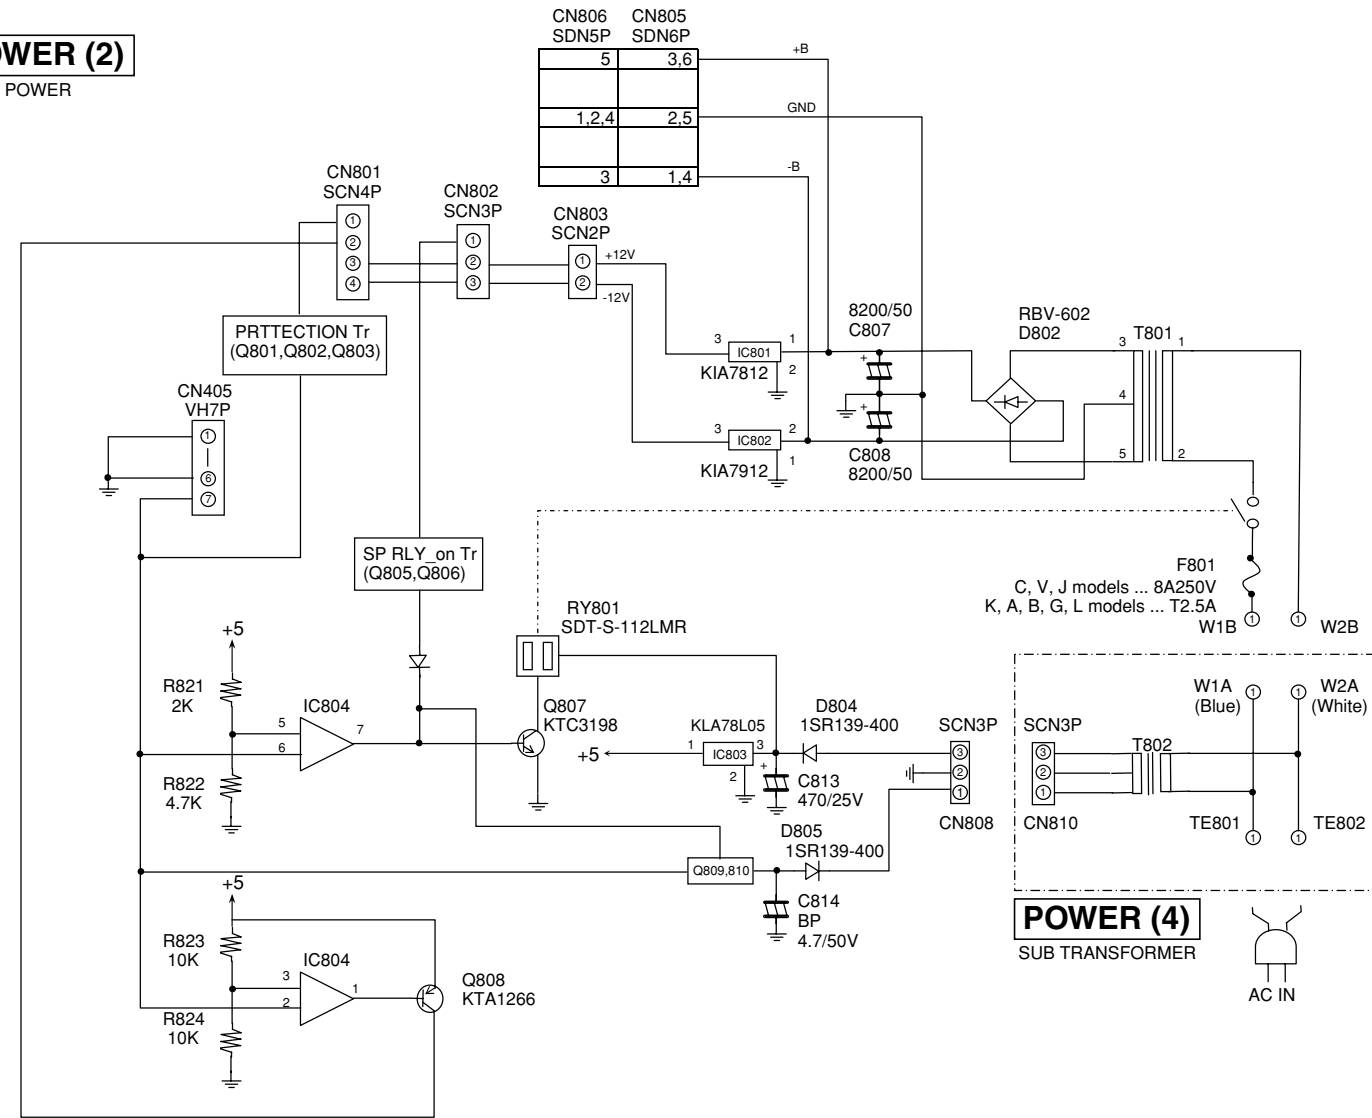 CN806 CN805
SDN5P SDN6P
5 3,6 +B
1,2,4 2,5 GND
3 1,4 -B
WER (2)
POWER
CN801
SCN4P
1
2
3
4
CN802
SCN3P
1
2
3
CN803
SCN2P
1 +12V
2 -12V
PRTTECTION Tr
(Q801,Q802,Q803)
CN405
VH7P
1
6
7
3 IC801 1
KIA7812 2
8200/50
C807
+
+
C808
8200/50
3 IC802 2
KIA7912 1
RBV-602
D802
T801
3 1
4
5 2
F801
C, V, J models ... 8A250V
K, A, B, G, L models ... T2.5A
W1B 1 1 W2B
SP RLY_on Tr
(Q805,Q806)
RY801
SDT-S-112LMR
+5
R821
2K
R822
4.7K
IC804
5
6
7
Q807
KTC3198
KLA78L05
+5 1 IC803 3
2
D804
1SR139-400
+
C813
470/25V
SCN3P
3
2
1
CN808
SCN3P
3
2
1
CN810
T802
W1A
(Blue)
1
1
W2A
(White)
TE801 1 1 TE802
D805
1SR139-400
Q809,810
C814
BP
4.7/50V
+5
R823
10K
R824
10K
IC804
3
2
1
Q808
KTA1266
POWER (4)
SUB TRANSFORMER
AC IN